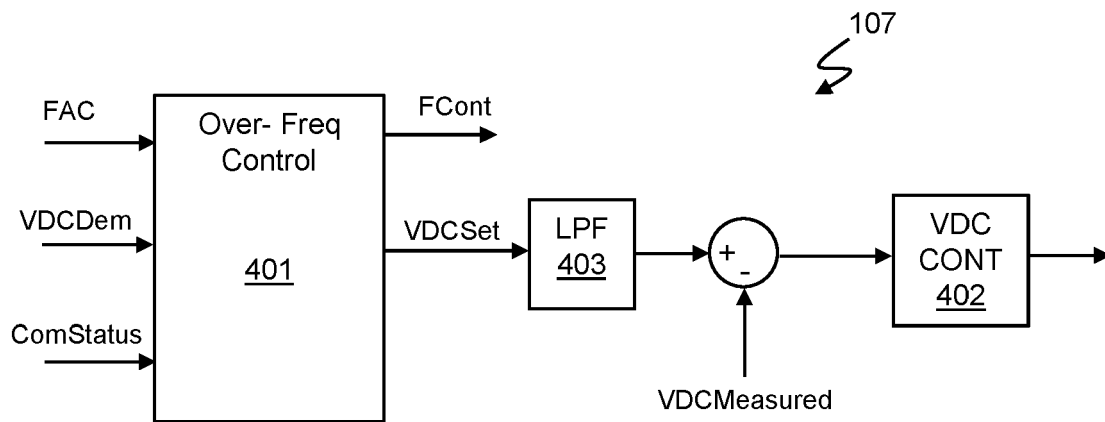 107
FAC
VDCDem
ComStatus
Over- Freq
Control
401
FCont
VDCSet
LPF
403
+
-
VDCMeasured
VDC
CONT
402